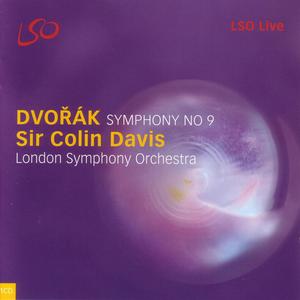 LSO
LSO Live
DVOŘÁK SYMPHONY NO 9
Sir Colin Davis
London Symphony Orchestra
1CD